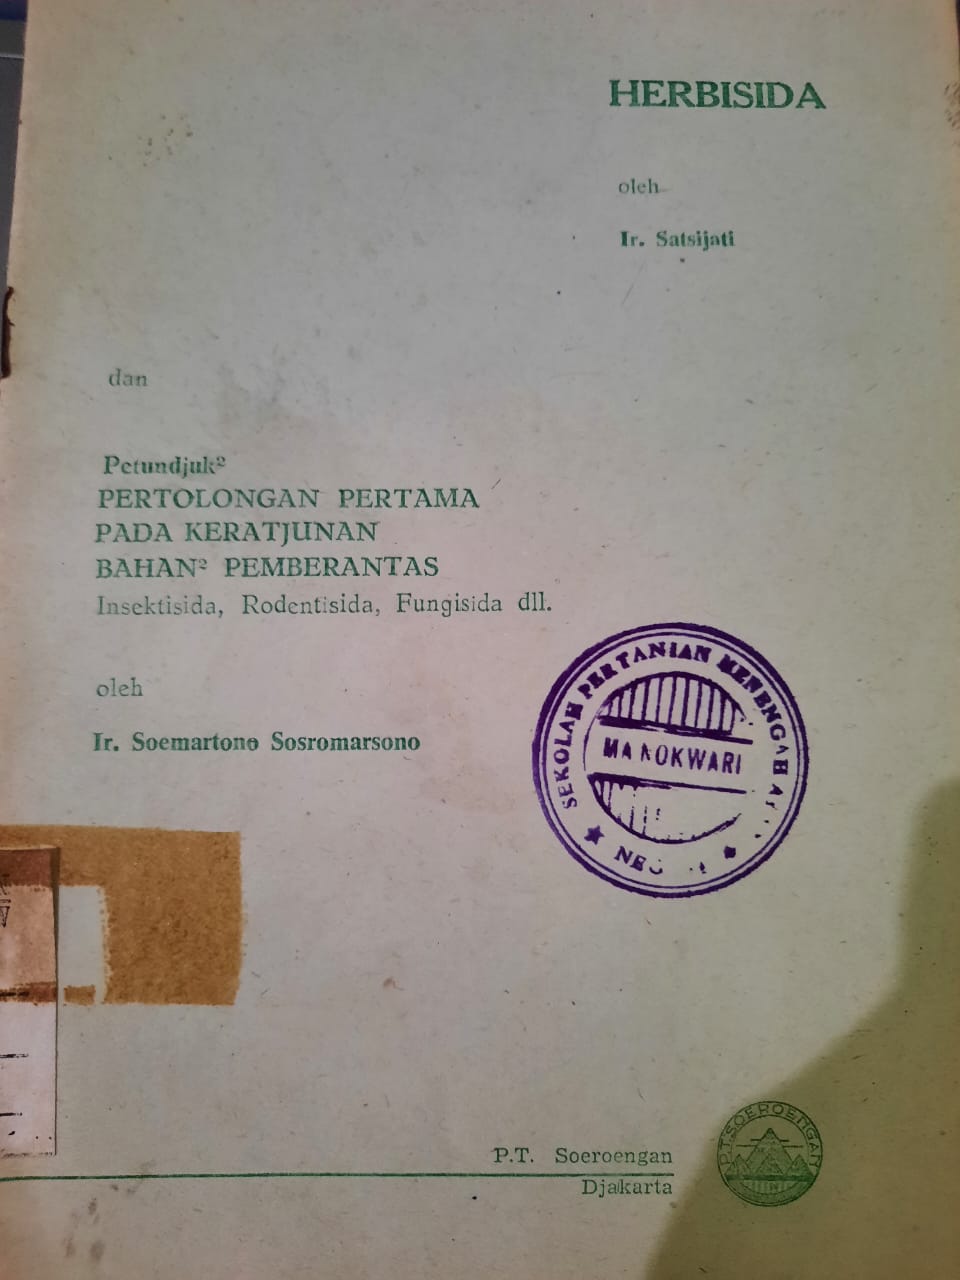 HERBISIDA
oleh
Ir. Satsijati
dan
Petundjuk²
PERTOLONGAN PERTAMA
PADA KERATJUNAN
BAHAN² PEMBERANTAS
Insektisida, Rodentisida, Fungisida dll.
oleh
Ir. Soemartono Sosromarsono
SEKOLAH PERTANIAN MENENGAH
MANOKWARI
P.T. Soeroengan
Djakarta
P.T. SOEROENGAN